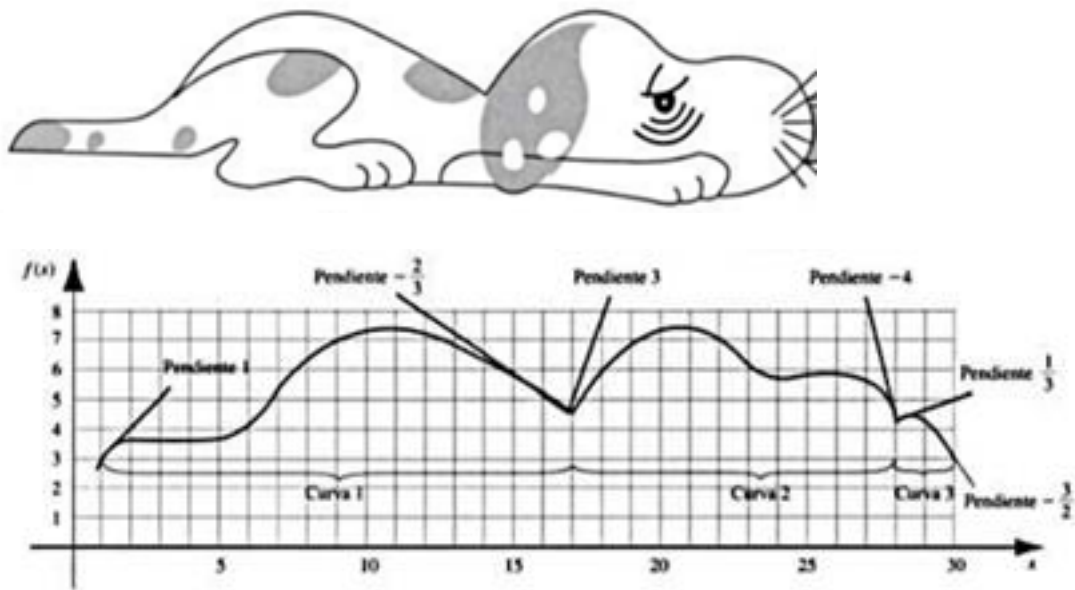 f(x)
Pendiente − 2/3
Pendiente 3
Pendiente −4
8
7
6
5
4
3
2
1
Pendiente 1
Pendiente 1/3
Curva 1
Curva 2
Curva 3
Pendiente − 3/2
5
10
15
20
25
30
x